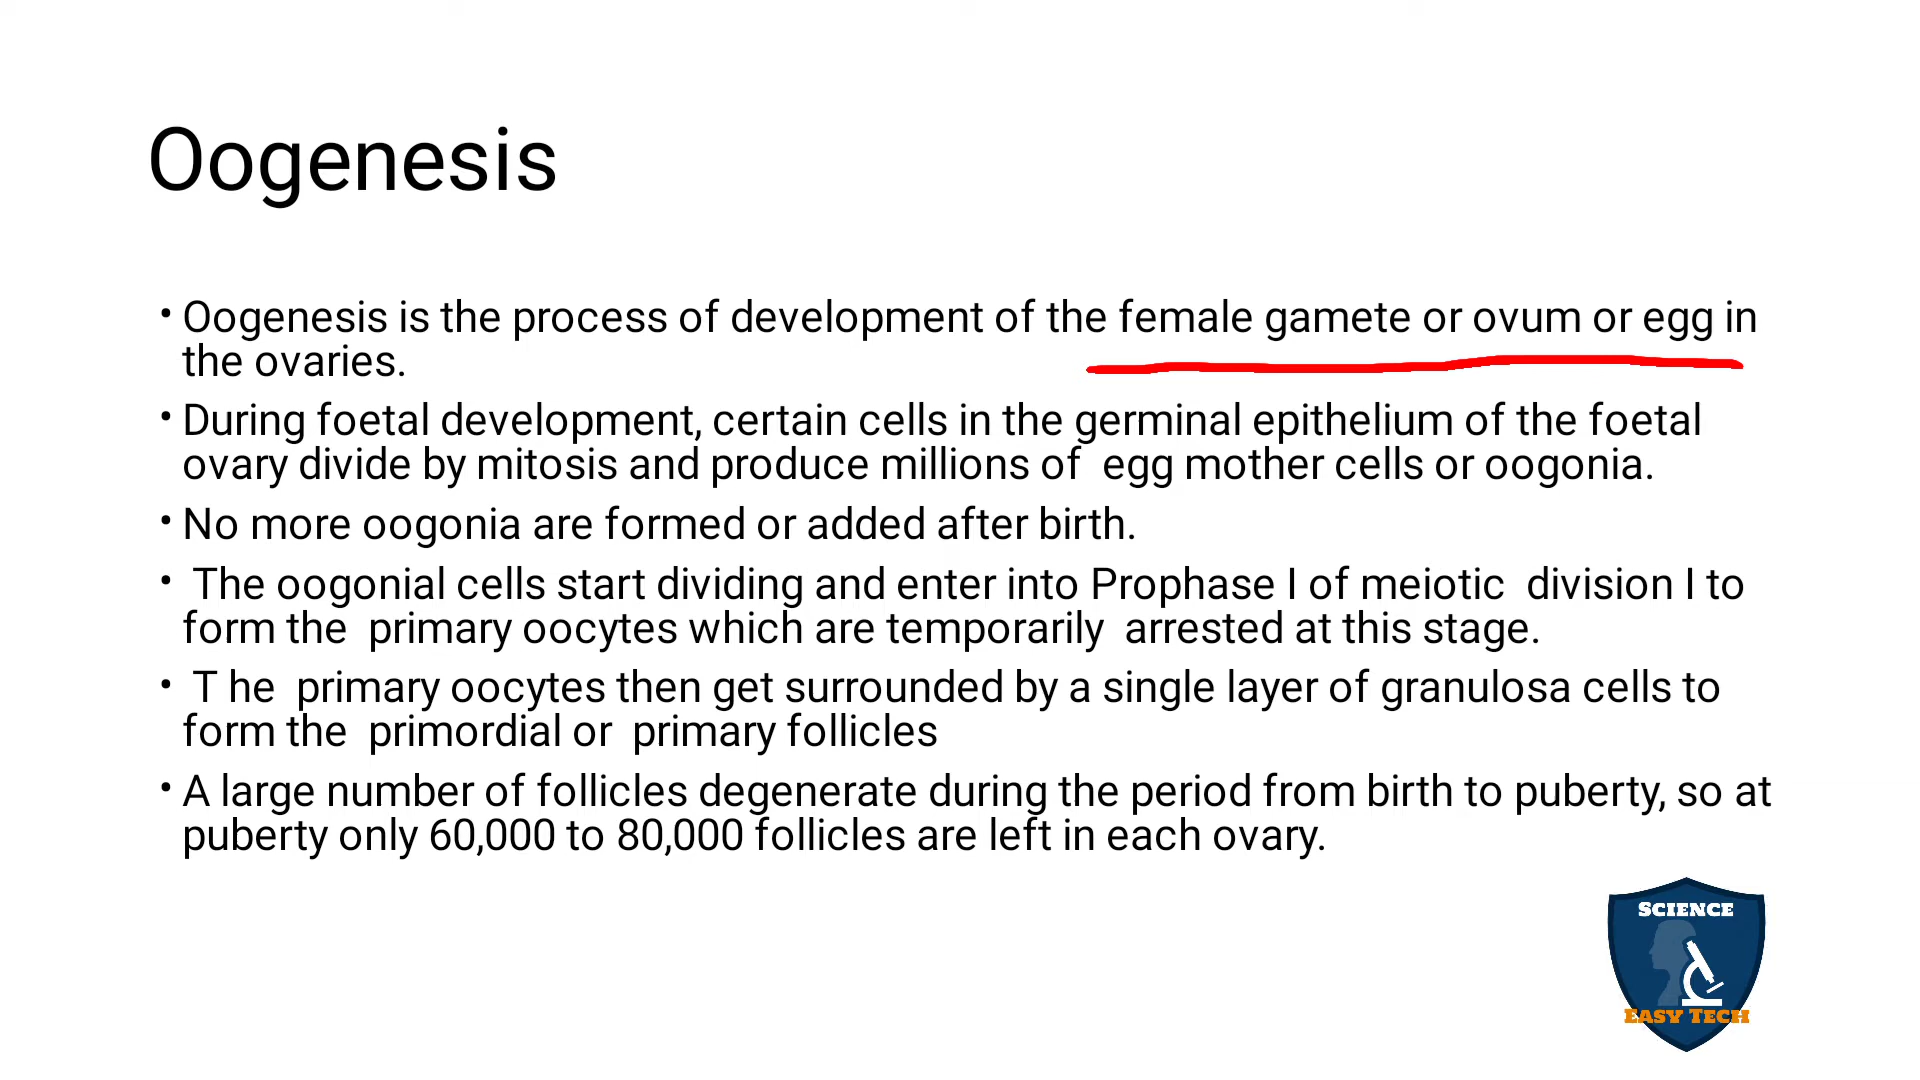 Oogenesis
• Oogenesis is the process of development of the female gamete or ovum or egg in
the ovaries.
• During foetal development, certain cells in the germinal epithelium of the foetal
ovary divide by mitosis and produce millions of  egg mother cells or oogonia.
• No more oogonia are formed or added after birth.
•  The oogonial cells start dividing and enter into Prophase I of meiotic  division I to
form the  primary oocytes which are temporarily  arrested at this stage.
•  T he  primary oocytes then get surrounded by a single layer of granulosa cells to
form the  primordial or  primary follicles
• A large number of follicles degenerate during the period from birth to puberty, so at
puberty only 60,000 to 80,000 follicles are left in each ovary.
SCIENCE
EASY TECH